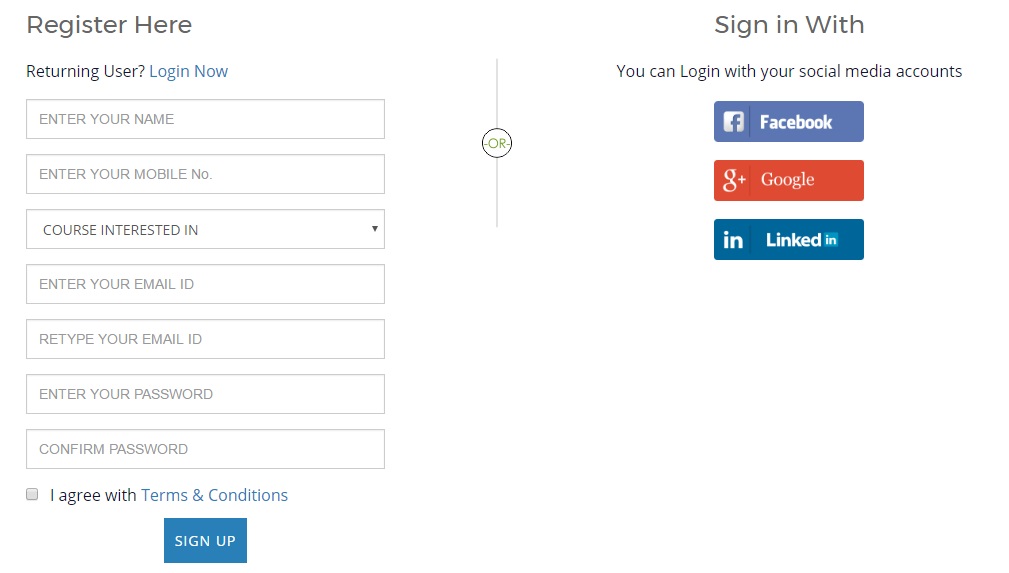 Register Here
Returning User? Login Now
ENTER YOUR NAME
ENTER YOUR MOBILE No.
COURSE INTERESTED IN
ENTER YOUR EMAIL ID
RETYPE YOUR EMAIL ID
ENTER YOUR PASSWORD
CONFIRM PASSWORD
I agree with Terms & Conditions
SIGN UP
-OR-
Sign in With
You can Login with your social media accounts
f Facebook
g+ Google
in Linked in